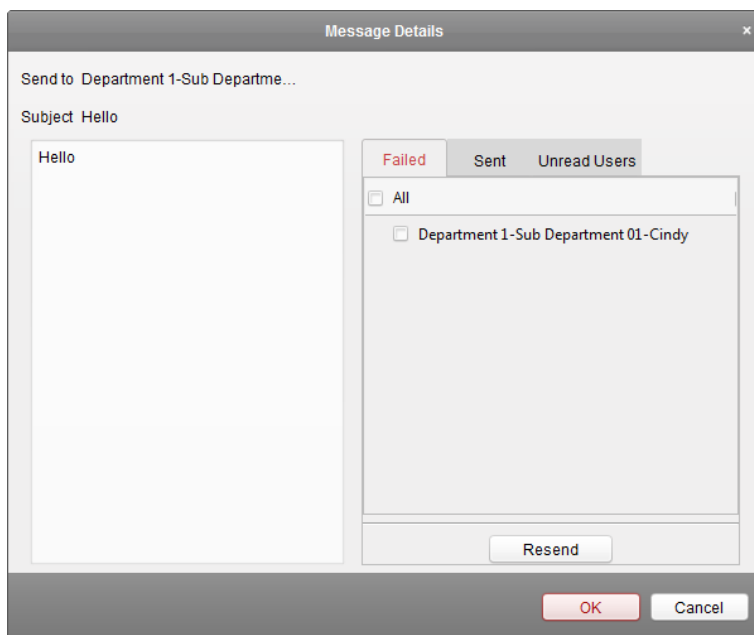 Message Details
×
Send to Department 1-Sub Departme...
Subject Hello
Hello
Failed Sent Unread Users
All
Department 1-Sub Department 01-Cindy
Resend
OK Cancel